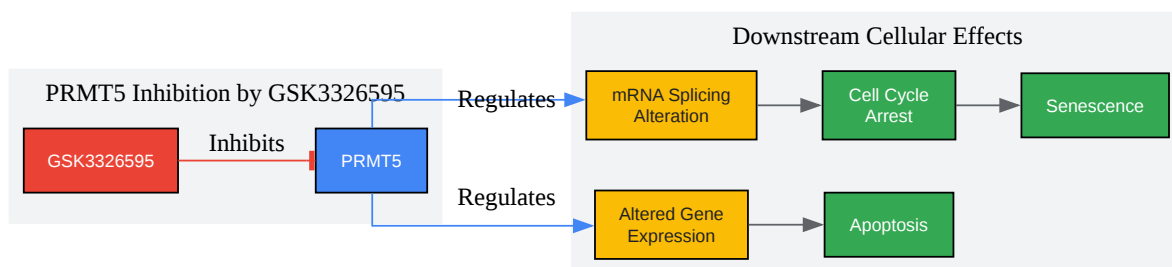 Downstream Cellular Effects
PRMT5 Inhibition by GSK3326595
Regulates
mRNA Splicing
Alteration
Cell Cycle
Arrest
Senescence
GSK3326595
Inhibits
PRMT5
Regulates
Altered Gene
Expression
Apoptosis